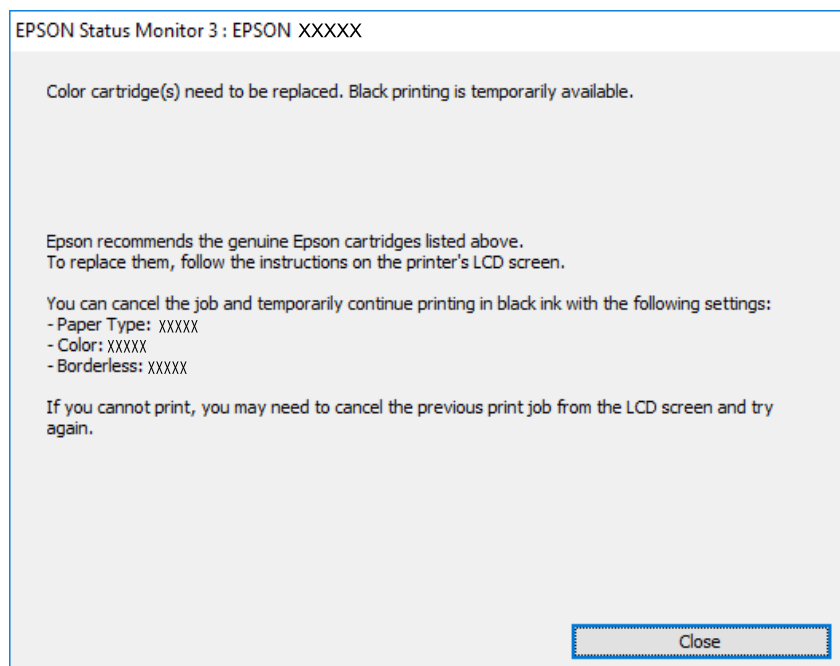 EPSON Status Monitor 3 : EPSON XXXXX
Color cartridge(s) need to be replaced. Black printing is temporarily available.
Epson recommends the genuine Epson cartridges listed above.
To replace them, follow the instructions on the printer's LCD screen.
You can cancel the job and temporarily continue printing in black ink with the following settings:
- Paper Type: XXXXX
- Color: XXXXX
- Borderless: XXXXX
If you cannot print, you may need to cancel the previous print job from the LCD screen and try
again.
Close